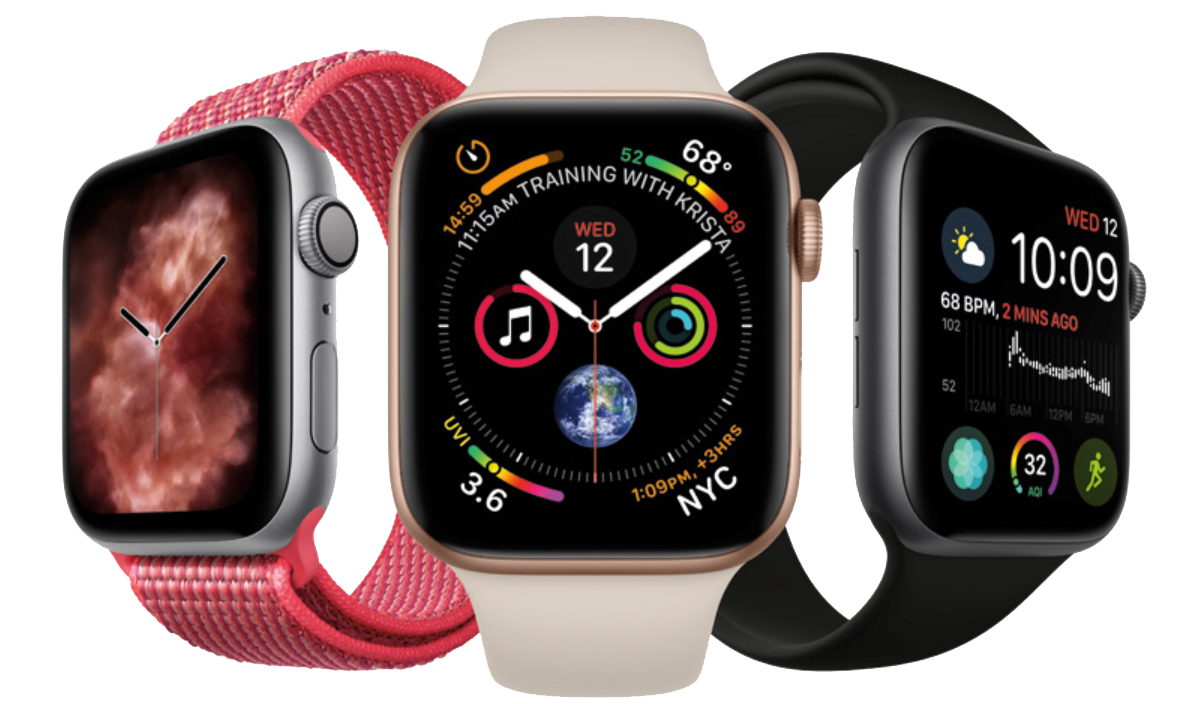 14:59
52
68°
89
11:15AM TRAINING WITH KRISTA
WED
12
UVI
3.6
1:09PM, +3HRS
NYC
WED 12
10:09
68 BPM, 2 MINS AGO
102
52
12AM 6AM 12PM 6PM
32
AQI